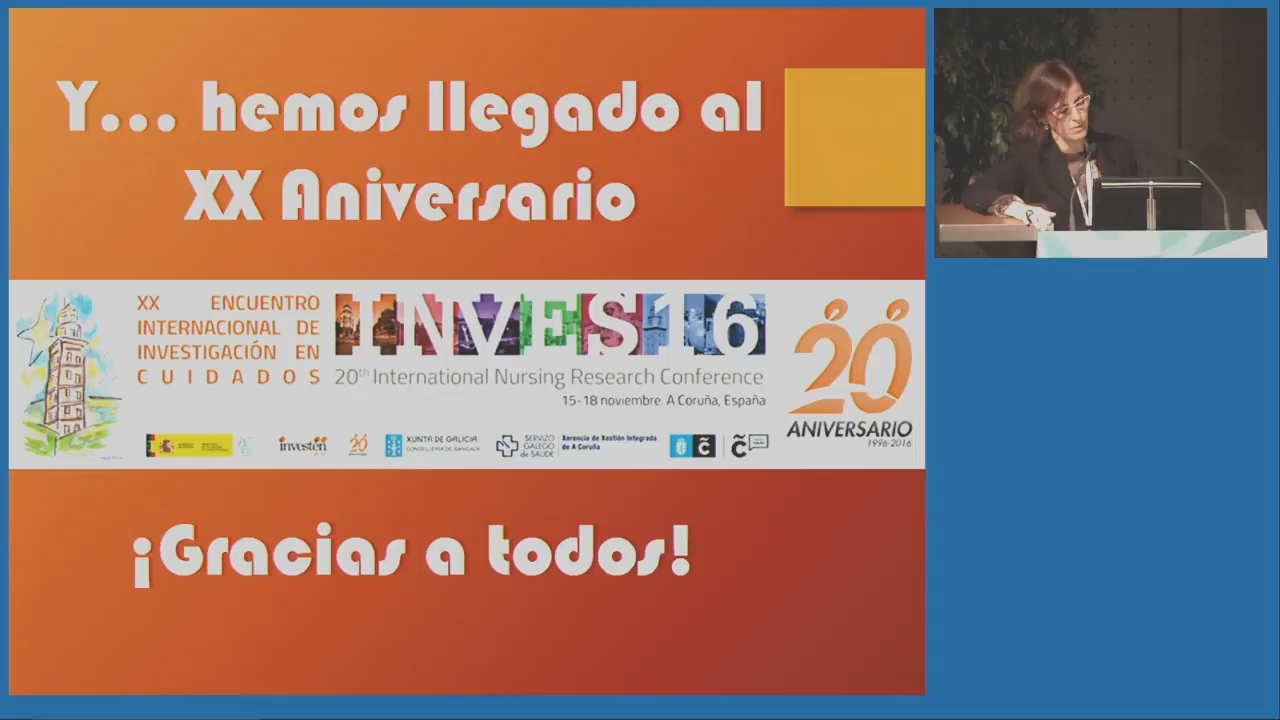 Y... hemos llegado al
XX Aniversario
XX ENCUENTRO
INTERNACIONAL DE
INVESTIGACIÓN EN
CUIDADOS
INVES16
20th International Nursing Research Conference
15-18 noviembre. A Coruña, España
20
ANIVERSARIO
1996-2016
investén
20
XUNTA DE GALICIA
CONSELLERÍA DE SANIDADE
SERVIZO
GALEGO
de SAÚDE
Xerencia de Xestión Integrada
de A Coruña
¡Gracias a todos!